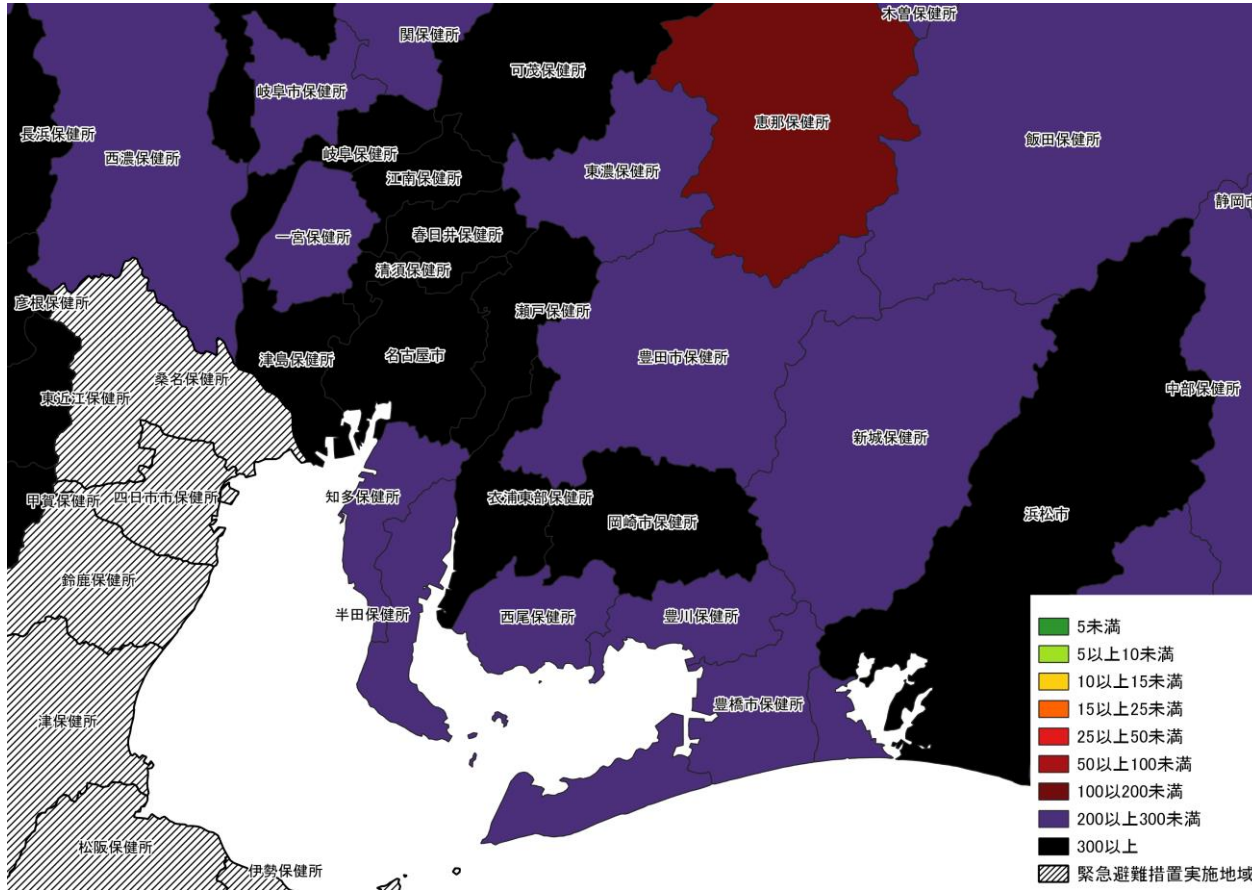 関保健所
木曽保健所
可茂保健所
岐阜市保健所
恵那保健所
長浜保健所
西濃保健所
岐阜保健所
飯田保健所
江南保健所
東濃保健所
静岡市
一宮保健所
春日井保健所
清須保健所
彦根保健所
瀬戸保健所
津島保健所
名古屋市
豊田市保健所
桑名保健所
中部保健所
東近江保健所
新城保健所
甲賀保健所
四日市市保健所
知多保健所
衣浦東部保健所
岡崎市保健所
浜松市
鈴鹿保健所
半田保健所
西尾保健所
豊川保健所
津保健所
豊橋市保健所
松阪保健所
伊勢保健所
5未満
5以上10未満
10以上15未満
15以上25未満
25以上50未満
50以上100未満
100以200未満
200以上300未満
300以上
緊急避難措置実施地域